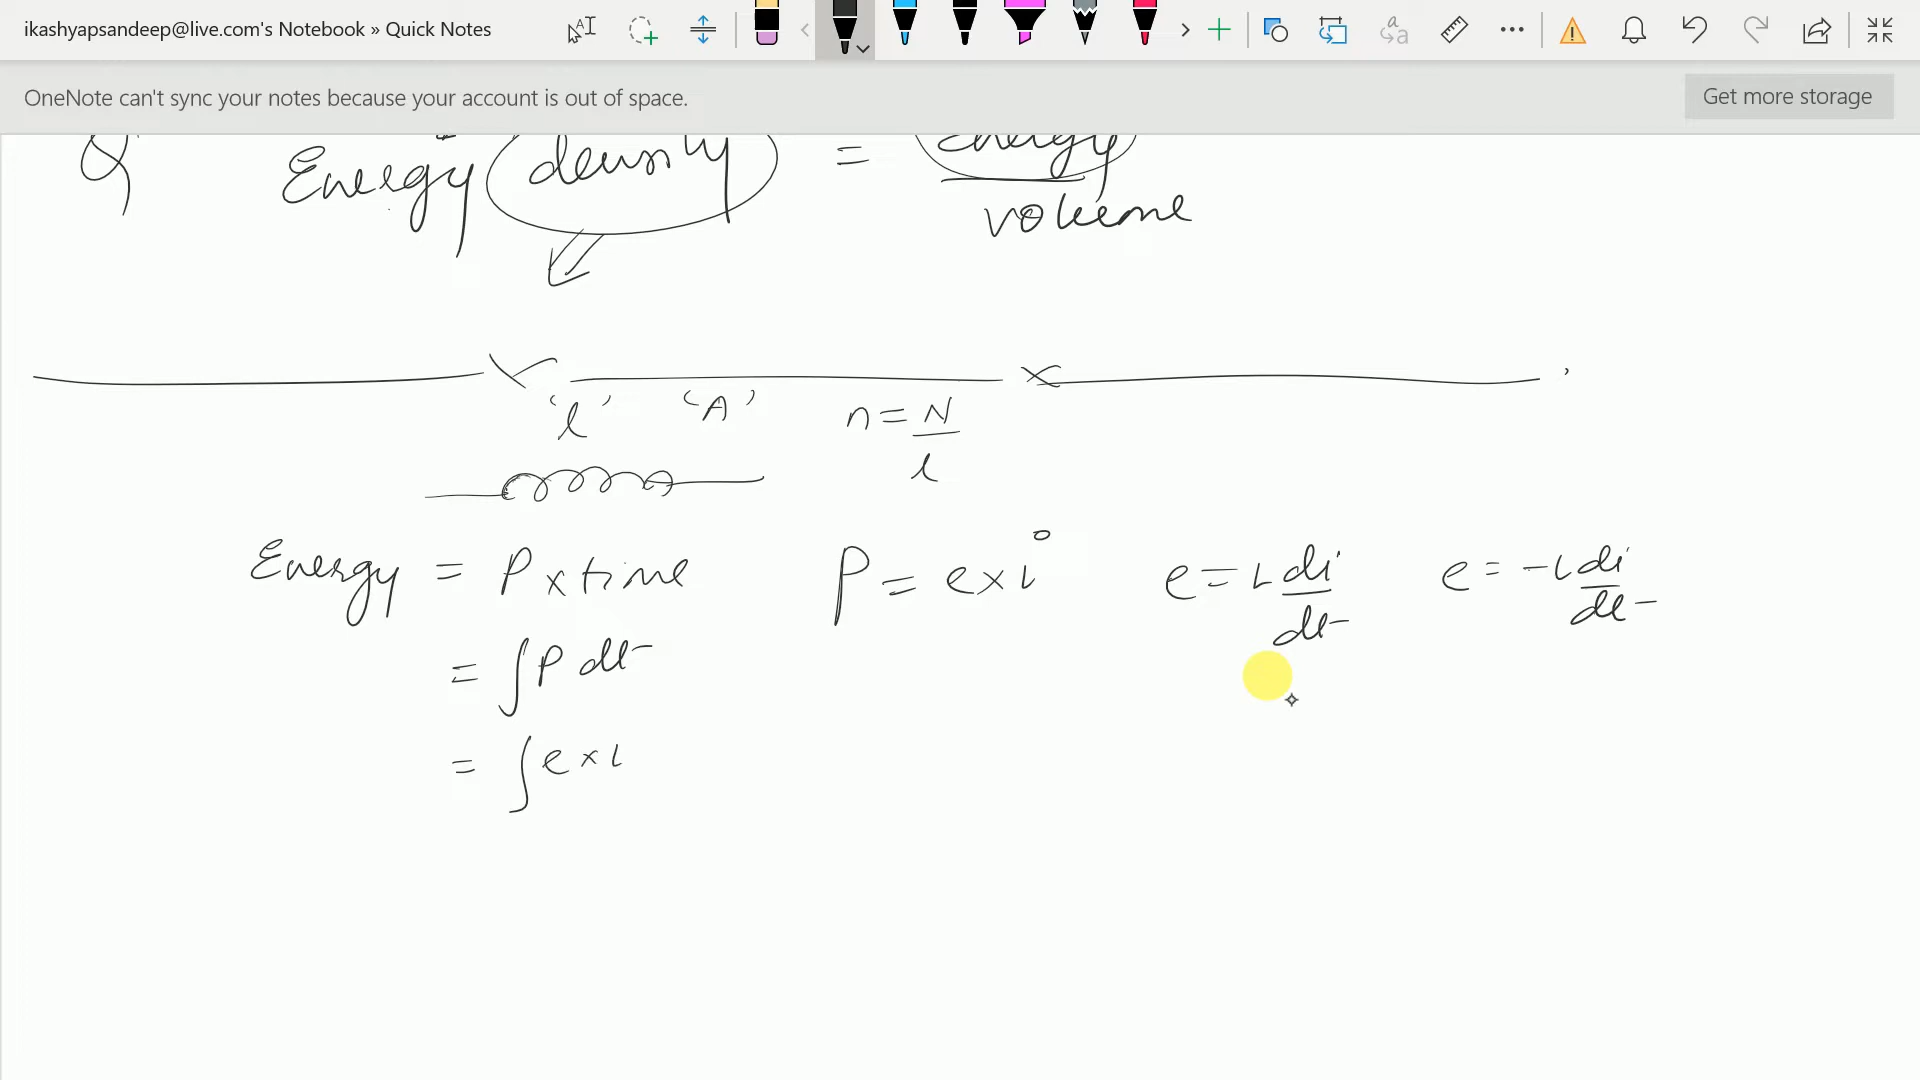 ikashyapsandeep@live.com's Notebook » Quick Notes
OneNote can't sync your notes because your account is out of space.
Get more storage
Q Energy density = Energy
volume
'l' 'A' n = N
l
Energy = P x time P = e x i e = L di e = -L di
dt dt
= ∫ P dt
= ∫ e x i